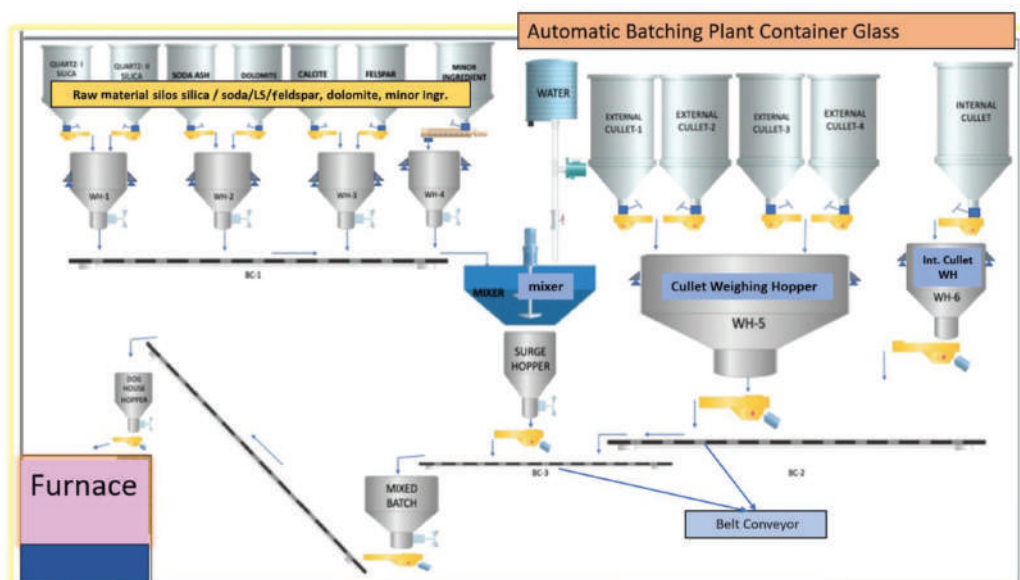 Automatic Batching Plant Container Glass
QUARTZ- I
SILICA
QUARTZ- II
SILICA
SODA ASH
DOLOMITE
CALCITE
FELSPAR
MINOR
INGREDIENT
Raw material silos silica / soda/LS/feldspar, dolomite, minor Ingr.
WATER
EXTERNAL
CULLET-1
EXTERNAL
CULLET-2
EXTERNAL
CULLET-3
EXTERNAL
CULLET-4
INTERNAL
CULLET
WH-1
WH-2
WH-3
WH-4
BC-1
MIXER
mixer
Cullet Weighing Hopper
WH-5
Int. Cullet
WH
WH-6
SURGE
HOPPER
DOG
HOUSE
HOPPER
BC-3
BC-2
MIXED
BATCH
Furnace
Belt Conveyor